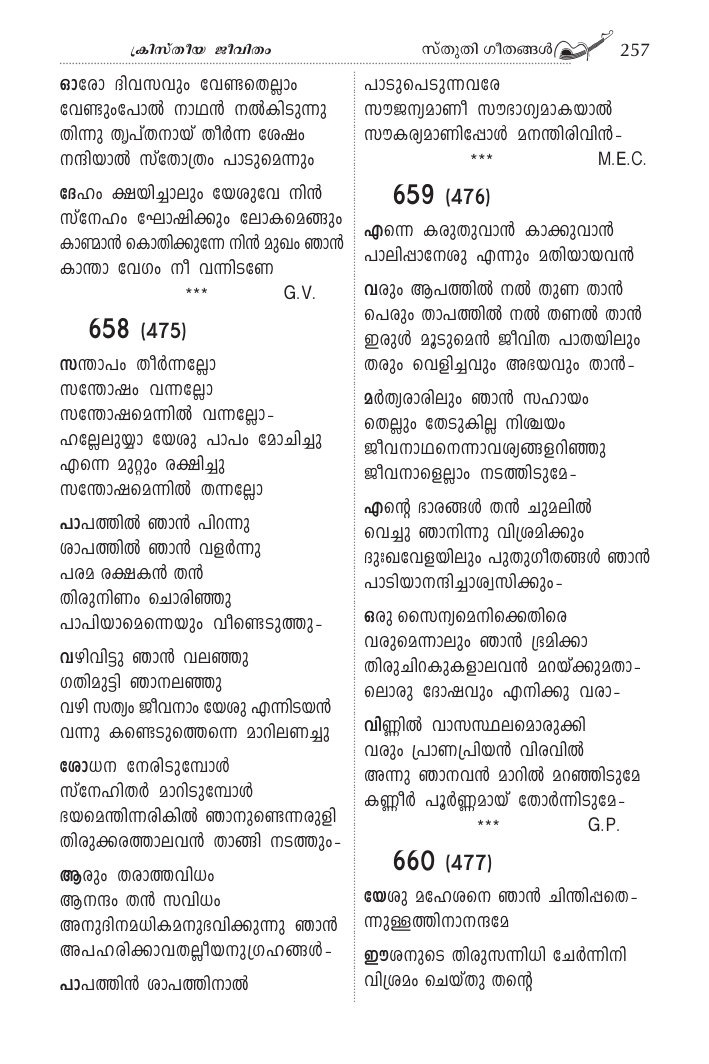 ക്രിസ്തീയ ജീവിതം
സ്തുതി ഗീതങ്ങൾ 257
ഓരോ ദിവസവും വേണ്ടതെല്ലാം
വേണ്ടുംപോൽ നാഥൻ നൽകിടുന്നു
തിന്നു തൃപ്തനായ് തീർന്ന ശേഷം
നന്ദിയാൽ സ്തോത്രം പാടുമെന്നും
ദേഹം ക്ഷയിച്ചാലും യേശുവേ നിൻ
സ്നേഹം ഘോഷിക്കും ലോകമെങ്ങും
കാണ്മാൻ കൊതിക്കുന്നേ നിൻ മുഖം ഞാൻ
കാന്താ വേഗം നീ വന്നിടണേ
*** G.V.
658 (475)
സന്താപം തീർന്നല്ലോ
സന്തോഷം വന്നല്ലോ
സന്തോഷമെന്നിൽ വന്നല്ലോ-
ഹല്ലേലുയ്യാ യേശു പാപം മോചിച്ചു
എന്നെ മുറ്റും രക്ഷിച്ചു
സന്തോഷമെന്നിൽ തന്നല്ലോ
പാപത്തിൽ ഞാൻ പിറന്നു
ശാപത്തിൽ ഞാൻ വളർന്നു
പരമ രക്ഷകൻ തൻ
തിരുനിണം ചൊരിഞ്ഞു
പാപിയാമെന്നെയും വീണ്ടെടുത്തു-
വഴിവിട്ടു ഞാൻ വലഞ്ഞു
ഗതിമുട്ടി ഞാനലഞ്ഞു
വഴി സത്യം ജീവനാം യേശു എന്നിടയൻ
വന്നു കണ്ടെടുത്തെന്നെ മാറിലണച്ചു
ശോധന നേരിടുമ്പോൾ
സ്നേഹിതർ മാറിടുമ്പോൾ
ഭയമെന്തിന്നരികിൽ ഞാനുണ്ടെന്നരുളി
തിരുക്കരത്താലവൻ താങ്ങി നടത്തും-
ആരും തരാത്തവിധം
ആനന്ദം തൻ സവിധം
അനുദിനമധികമനുഭവിക്കുന്നു ഞാൻ
അപഹരിക്കാവതല്ലീയനുഗ്രഹങ്ങൾ-
പാപത്തിൻ ശാപത്തിനാൽ
പാടുപെടുന്നവരേ
സൗജന്യമാണീ സൗഭാഗ്യമാകയാൽ
സൗകര്യമാണിപ്പോൾ മനന്തിരിവിൻ-
*** M.E.C.
659 (476)
എന്നെ കരുതുവാൻ കാക്കുവാൻ
പാലിപ്പാനേശു എന്നും മതിയായവൻ
വരും ആപത്തിൽ നൽ തുണ താൻ
പെരും താപത്തിൽ നൽ തണൽ താൻ
ഇരുൾ മൂടുമെൻ ജീവിത പാതയിലും
തരും വെളിച്ചവും അഭയവും താൻ-
മർത്യരാരിലും ഞാൻ സഹായം
തെല്ലും തേടുകില്ല നിശ്ചയം
ജീവനാഥനെന്നാവശ്യങ്ങളറിഞ്ഞു
ജീവനാളെല്ലാം നടത്തിടുമേ-
എന്റെ ഭാരങ്ങൾ തൻ ചുമലിൽ
വെച്ചു ഞാനിന്നു വിശ്രമിക്കും
ദുഃഖവേളയിലും പുതുഗീതങ്ങൾ ഞാൻ
പാടിയാനന്ദിച്ചാശ്വസിക്കും-
ഒരു സൈന്യമെനിക്കെതിരെ
വരുമെന്നാലും ഞാൻ ഭ്രമിക്കാ
തിരുചിറകുകളാലവൻ മറയ്ക്കുമതാ-
ലൊരു ദോഷവും എനിക്കു വരാ-
വിണ്ണിൽ വാസസ്ഥലമൊരുക്കി
വരും പ്രാണപ്രിയൻ വിരവിൽ
അന്നു ഞാനവൻ മാറിൽ മറഞ്ഞിടുമേ
കണ്ണീർ പൂർണ്ണമായ് തോർന്നിടുമേ-
*** G.P.
660 (477)
യേശു മഹേശനെ ഞാൻ ചിന്തിപ്പതെ-
ന്നുള്ളത്തിനാനന്ദമേ
ഈശനുടെ തിരുസന്നിധി ചേർന്നിനി
വിശ്രമം ചെയ്തു തന്റെ